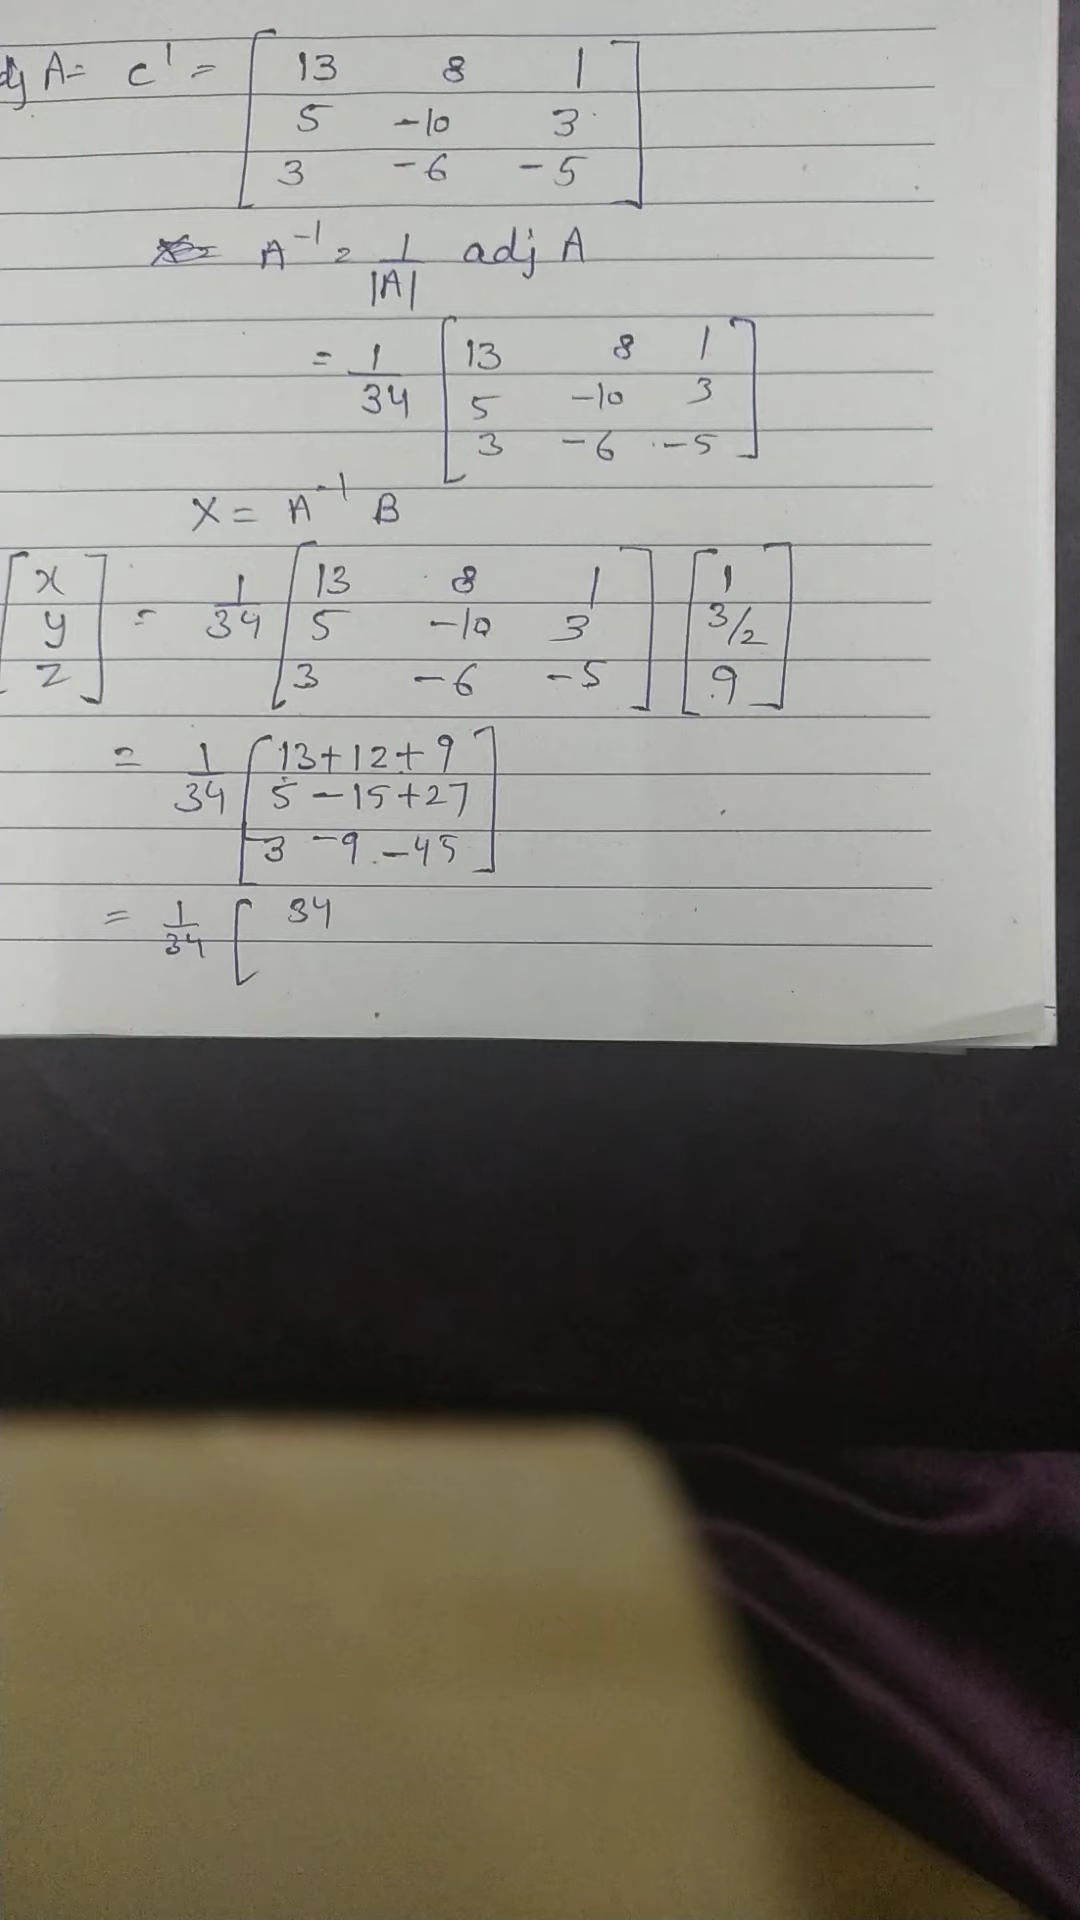 dj A = C' = [ 13 8 1
5 -10 3
3 -6 -5 ]
A⁻¹ = 1/|A| adj A
= 1/34 [ 13 8 1
5 -10 3
3 -6 -5 ]
X = A⁻¹ B
[ x y z ] = 1/34 [ 13 8 1
5 -10 3
3 -6 -5 ] [ 1 3/2 9 ]
= 1/34 [ 13+12+9
5-15+27
3-9-45 ]
= 1/34 [ 34